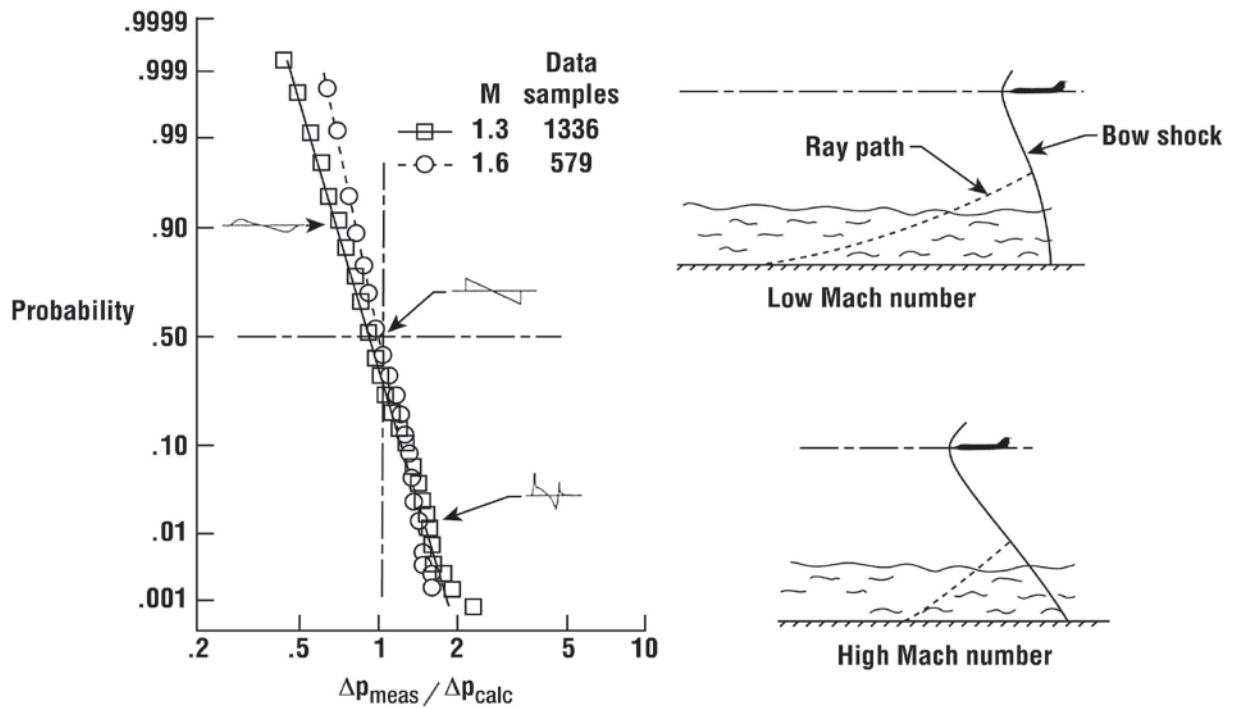 .9999
.999
.99
.90
.50
.10
.01
.001
Probability
.2
.5
1
2
5
10
Δp_meas / Δp_calc
M
Data
samples
1.3 1336
1.6 579
Ray path
Bow shock
Low Mach number
High Mach number